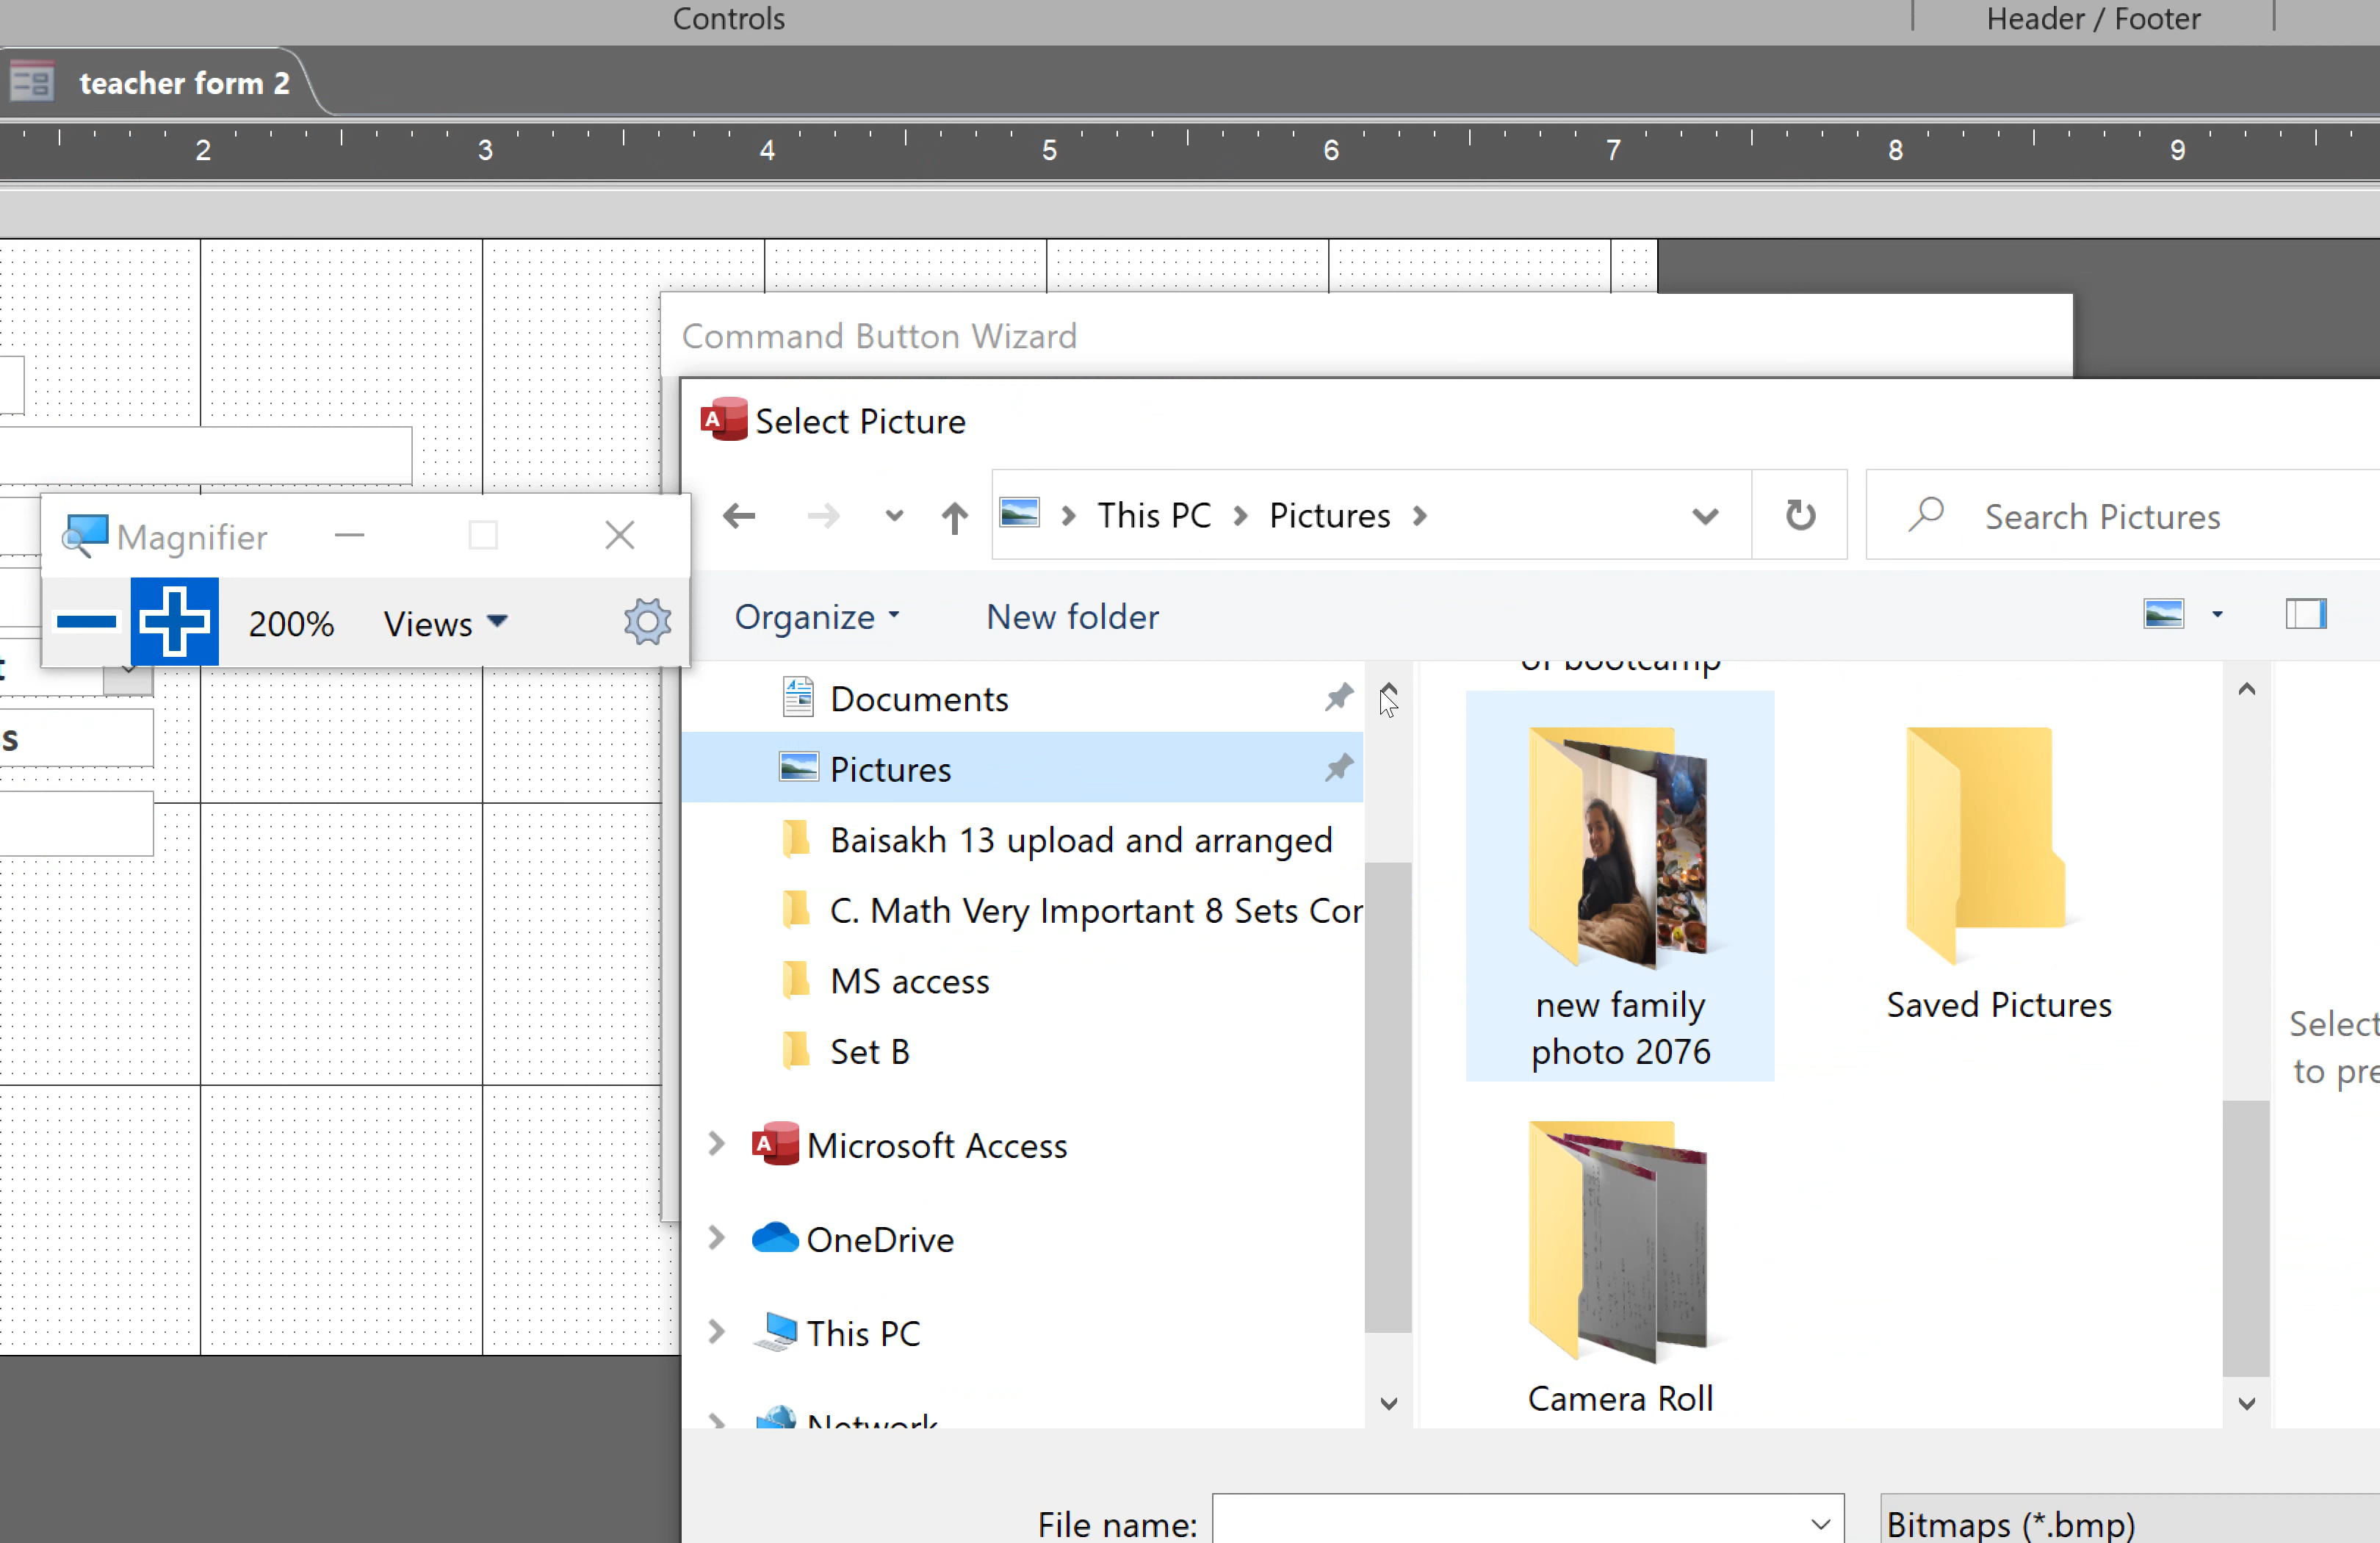 Controls
Header / Footer
teacher form 2
2 3 4 5 6 7 8 9
Command Button Wizard
Select Picture
This PC
Pictures
Search Pictures
Magnifier
200%
Views
Organize
New folder
Documents
Pictures
Baisakh 13 upload and arranged
C. Math Very Important 8 Sets Cor
MS access
Set B
Microsoft Access
OneDrive
This PC
Network
s
of bootcamp
new family
photo 2076
Saved Pictures
Camera Roll
Select
to pre
File name:
Bitmaps (*.bmp)